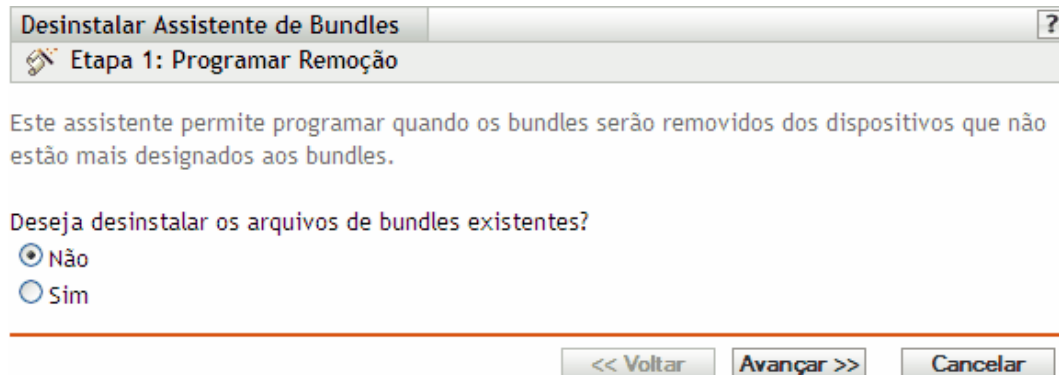 Desinstalar Assistente de Bundles
?
Etapa 1: Programar Remoção
Este assistente permite programar quando os bundles serão removidos dos dispositivos que não
estão mais designados aos bundles.
Deseja desinstalar os arquivos de bundles existentes?
Não
Sim
<< Voltar Avançar >> Cancelar